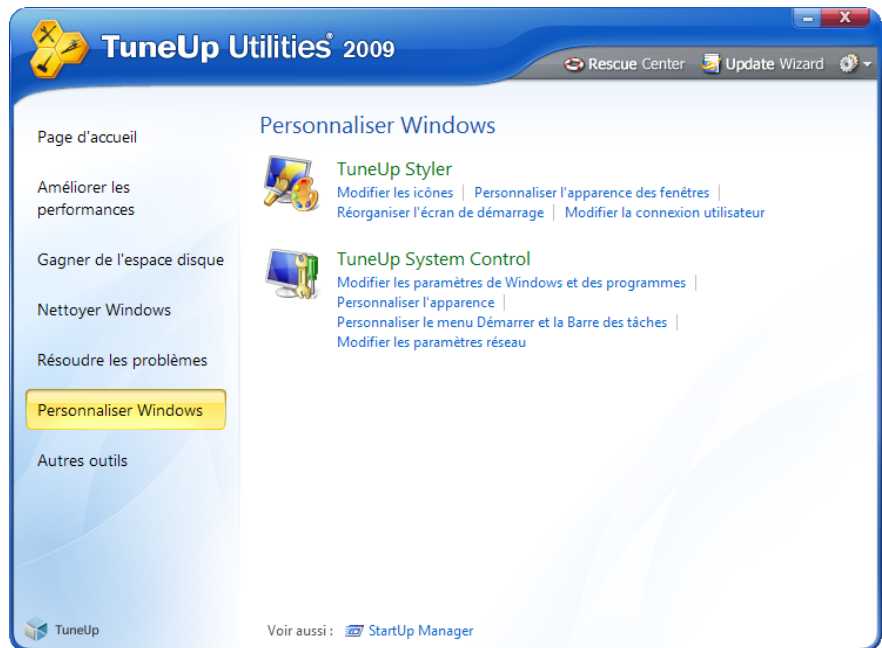 TuneUp Utilities® 2009
Rescue Center
Update Wizard
Page d'accueil
Améliorer les
performances
Gagner de l'espace disque
Nettoyer Windows
Résoudre les problèmes
Personnaliser Windows
Autres outils
TuneUp
Personnaliser Windows
TuneUp Styler
Modifier les icônes | Personnaliser l'apparence des fenêtres |
Réorganiser l'écran de démarrage | Modifier la connexion utilisateur
TuneUp System Control
Modifier les paramètres de Windows et des programmes |
Personnaliser l'apparence |
Personnaliser le menu Démarrer et la Barre des tâches |
Modifier les paramètres réseau
Voir aussi : StartUp Manager